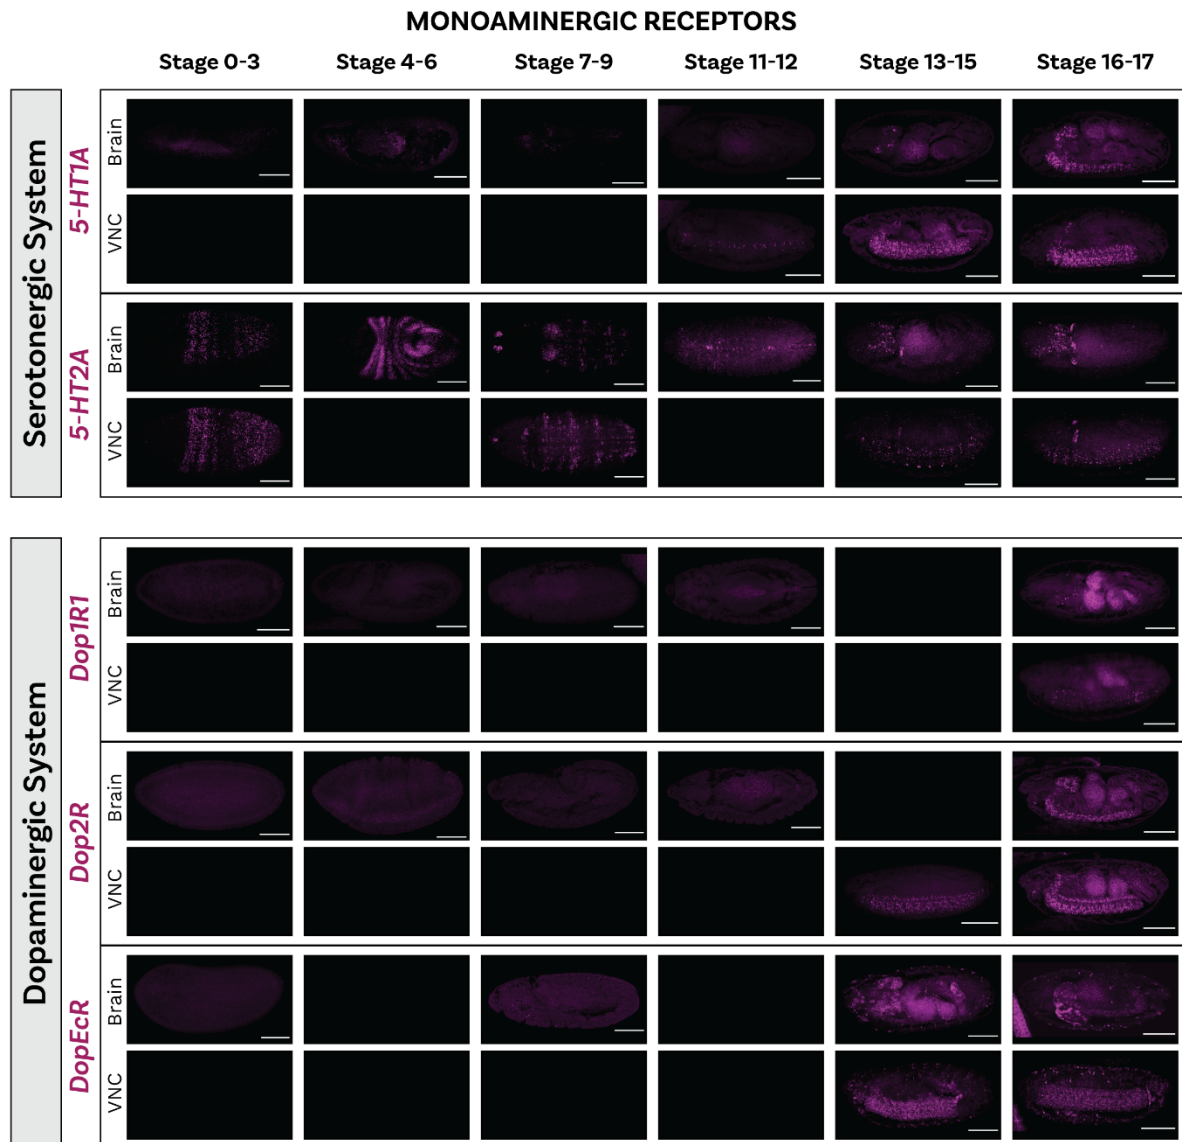 MONOAMINERGIC RECEPTORS
Stage 0-3 Stage 4-6 Stage 7-9 Stage 11-12 Stage 13-15 Stage 16-17
Serotonergic System
5-HT1A
Brain
VNC
5-HT2A
Brain
VNC
Dopaminergic System
Dop1R1
Brain
VNC
Dop2R
Brain
VNC
DopEcR
Brain
VNC